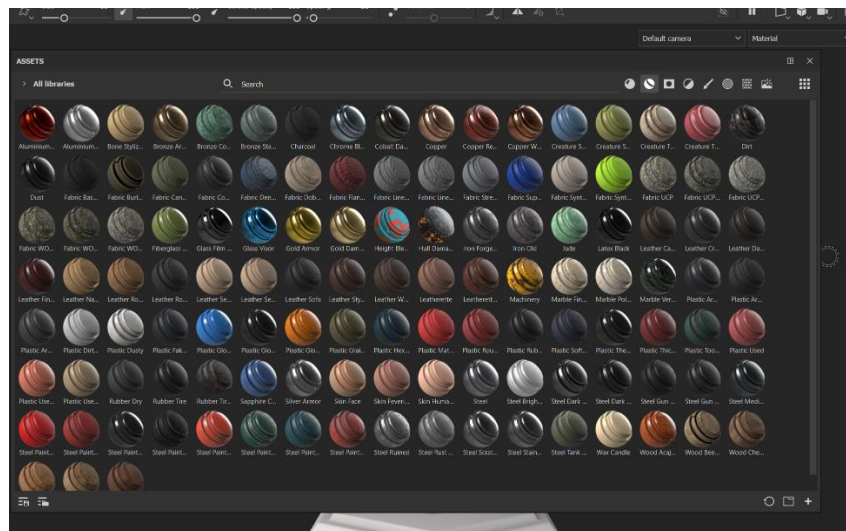 Default camera Material
ASSETS
All libraries Search
Aluminium... Aluminium... Bone Styliz... Bronze Ar... Bronze Co... Bronze Sta... Charcoal Chrome Bl... Cobalt Da... Copper Copper Re... Copper W... Creature S... Creature S... Creature T... Creature T... Dirt
Dust Fabric Bas... Fabric Burl... Fabric Can... Fabric Co... Fabric Den... Fabric Dob... Fabric Flan... Fabric Line... Fabric Line... Fabric Stre... Fabric Sup... Fabric Synt... Fabric Synt... Fabric UCP Fabric UCP... Fabric UCP...
Fabric WO... Fabric WO... Fabric WO... Fiberglass ... Glass Film ... Glass Visor Gold Armor Gold Dam... Height Ble... Hull Dama... Iron Forge... Iron Old Jade Latex Black Leather Ca... Leather Cr... Leather Da...
Leather Fin... Leather Na... Leather Ro... Leather Ro... Leather Se... Leather Se... Leather Sofa Leather Sty... Leather W... Leatherette Leatherett... Machinery Marble Fin... Marble Pol... Marble Ver... Plastic Ar... Plastic Ar...
Plastic Ar... Plastic Dirt... Plastic Dusty Plastic Fak... Plastic Glo... Plastic Glo... Plastic Glo... Plastic Grai... Plastic Hex... Plastic Mat... Plastic Rou... Plastic Rub... Plastic Soft... Plastic The... Plastic Thic... Plastic Too... Plastic Used
Plastic Use... Plastic Use... Rubber Dry Rubber Tire Rubber Tir... Sapphire C... Silver Armor Skin Face Skin Feveri... Skin Huma... Steel Steel Brigh... Steel Dark ... Steel Dark ... Steel Gun ... Steel Gun ... Steel Medi...
Steel Paint... Steel Paint... Steel Paint... Steel Paint... Steel Paint... Steel Paint... Steel Paint... Steel Paint... Steel Ruined Steel Rust ... Steel Scrat... Steel Stain... Steel Tank ... Wax Candle Wood Acaj... Wood Bee... Wood Che...